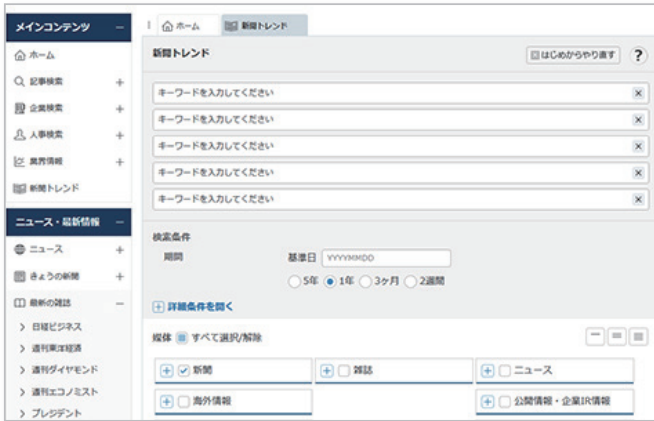 メインコンテンツ
ホーム
記事検索
企業検索
人事検索
業界情報
新聞トレンド
ニュース・最新情報
ニュース
きょうの新聞
最新の雑誌
日経ビジネス
週刊東洋経済
週刊ダイヤモンド
週刊エコノミスト
プレジデント
ホーム 新聞トレンド
新聞トレンド はじめからやり直す ?
キーワードを入力してください
キーワードを入力してください
キーワードを入力してください
キーワードを入力してください
キーワードを入力してください
検索条件
期間 基準日 YYYYMMDD
5年 1年 3ヶ月 2週間
詳細条件を開く
媒体 すべて選択/解除
新聞 雑誌 ニュース
海外情報 公開情報・企業IR情報